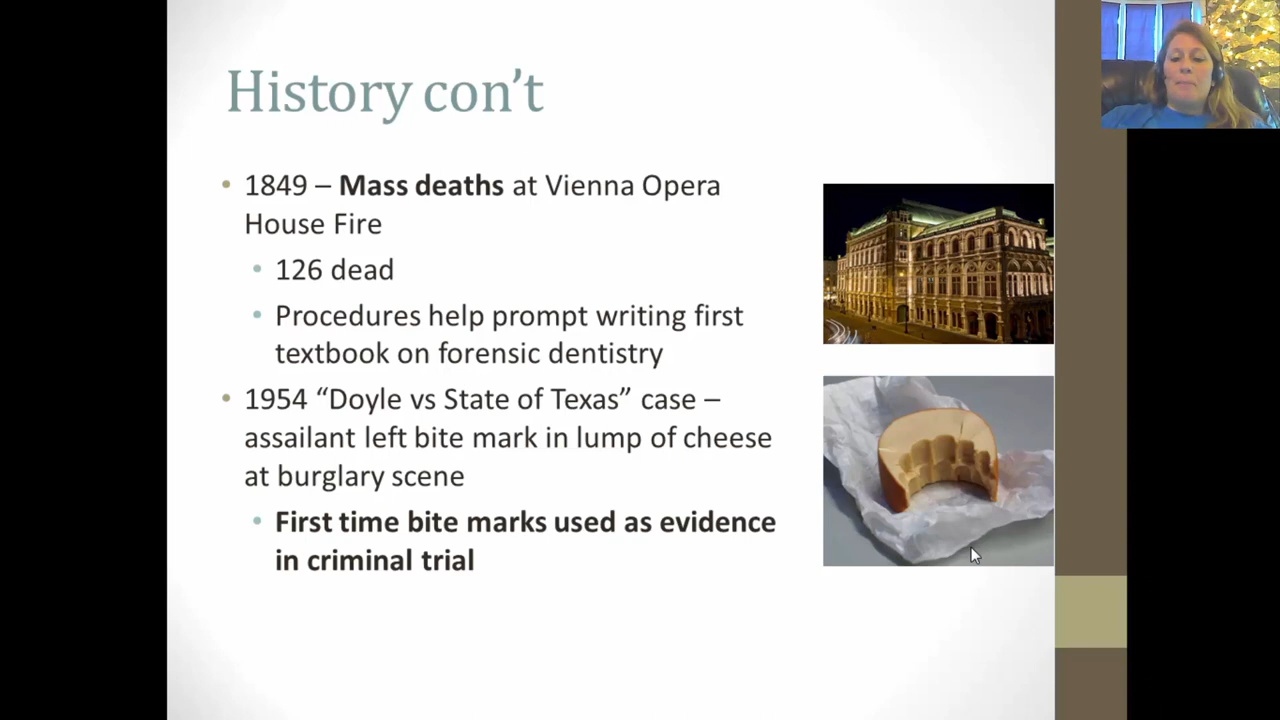 History con't
• 1849 – Mass deaths at Vienna Opera
House Fire
• 126 dead
• Procedures help prompt writing first
textbook on forensic dentistry
• 1954 “Doyle vs State of Texas” case –
assailant left bite mark in lump of cheese
at burglary scene
• First time bite marks used as evidence
in criminal trial